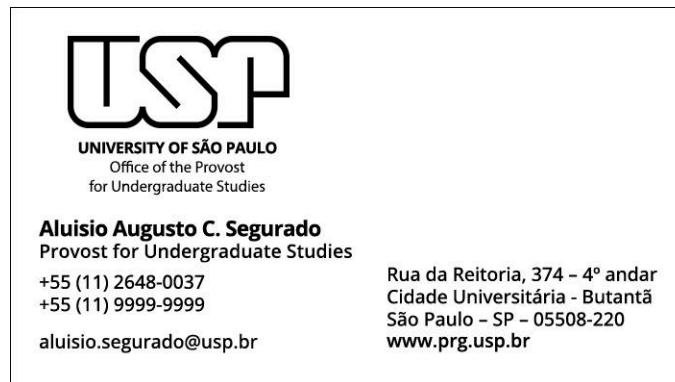 USP
UNIVERSITY OF SÃO PAULO
Office of the Provost
for Undergraduate Studies
Aluisio Augusto C. Segurado
Provost for Undergraduate Studies
+55 (11) 2648-0037
+55 (11) 9999-9999
aluisio.segurado@usp.br
Rua da Reitoria, 374 – 4º andar
Cidade Universitária - Butantã
São Paulo – SP – 05508-220
www.prg.usp.br